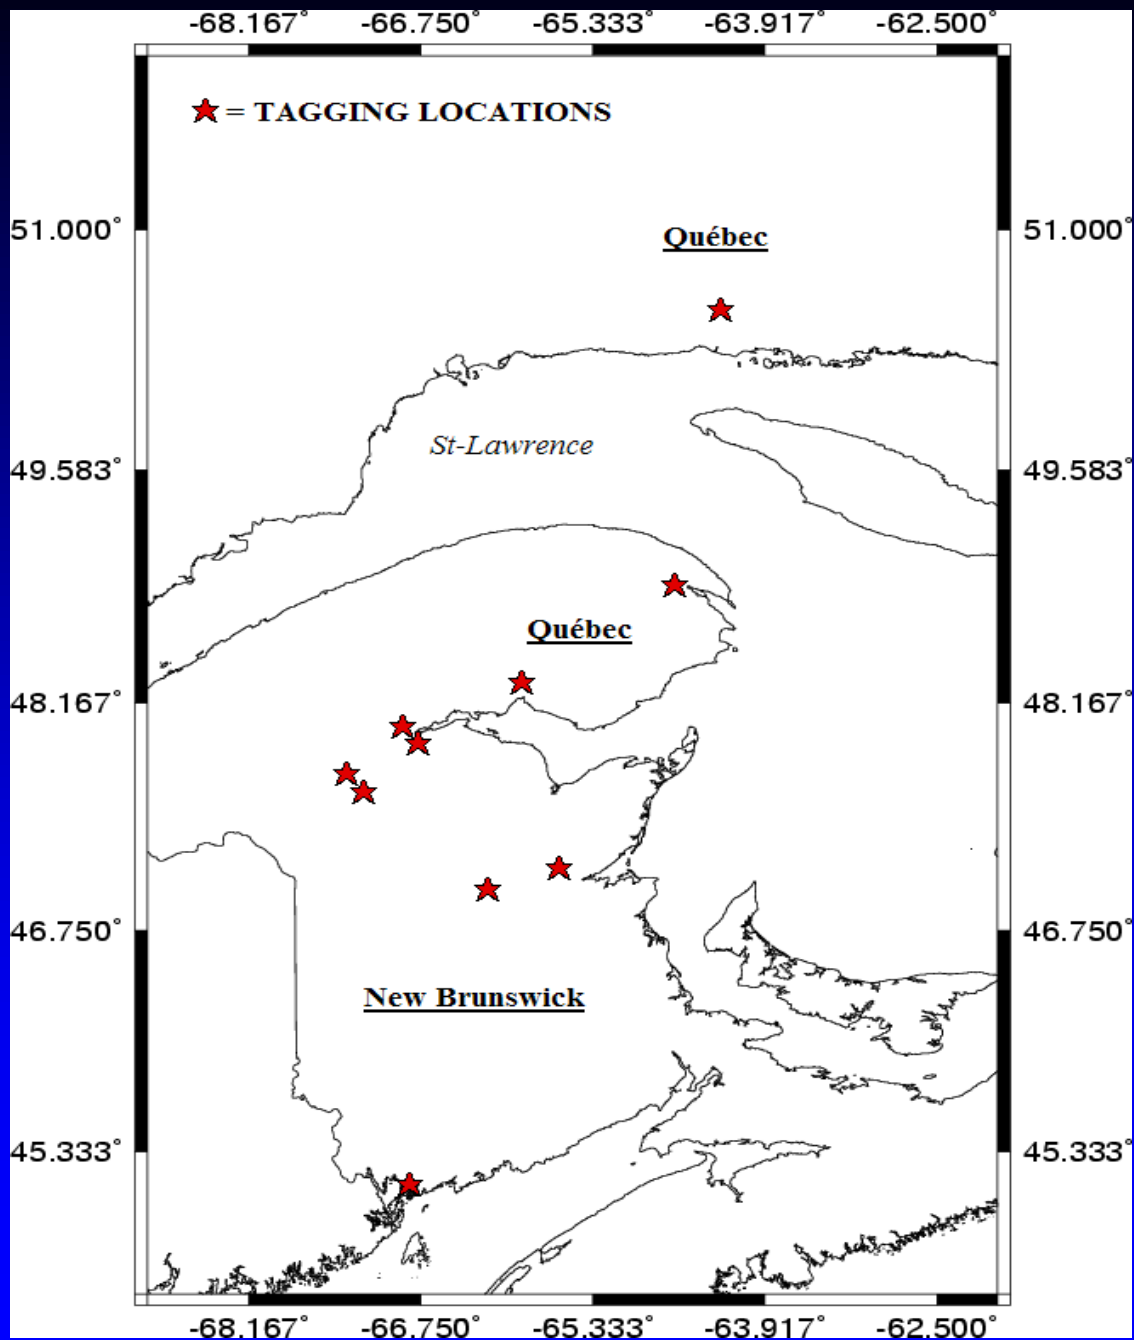 -68.167° -66.750° -65.333° -63.917° -62.500°
= TAGGING LOCATIONS
51.000° 51.000°
Québec
St-Lawrence
49.583° 49.583°
Québec
48.167° 48.167°
46.750° 46.750°
New Brunswick
45.333° 45.333°
-68.167° -66.750° -65.333° -63.917° -62.500°